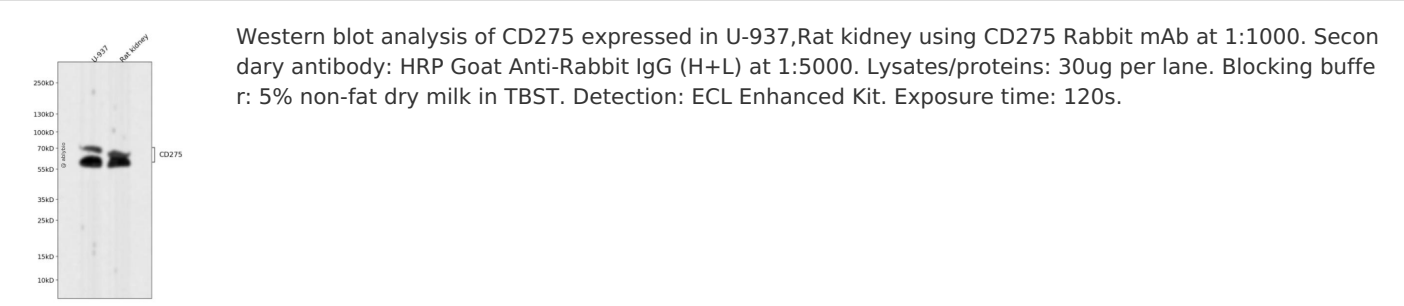 U-937
Rat kidney
Western blot analysis of CD275 expressed in U-937,Rat kidney using CD275 Rabbit mAb at 1:1000. Secon
dary antibody: HRP Goat Anti-Rabbit IgG (H+L) at 1:5000. Lysates/proteins: 30ug per lane. Blocking buffe
r: 5% non-fat dry milk in TBST. Detection: ECL Enhanced Kit. Exposure time: 120s.
250kD
130kD
100kD
70kD
CD275
55kD
35kD
25kD
15kD
10kD